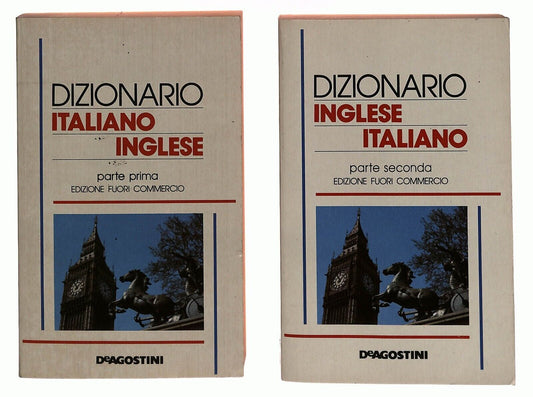 DIZIONARIO
ITALIANO
INGLESE
parte prima
EDIZIONE FUORI COMMERCIO
DeAGOSTINI
DIZIONARIO
INGLESE
ITALIANO
parte seconda
EDIZIONE FUORI COMMERCIO
DeAGOSTINI